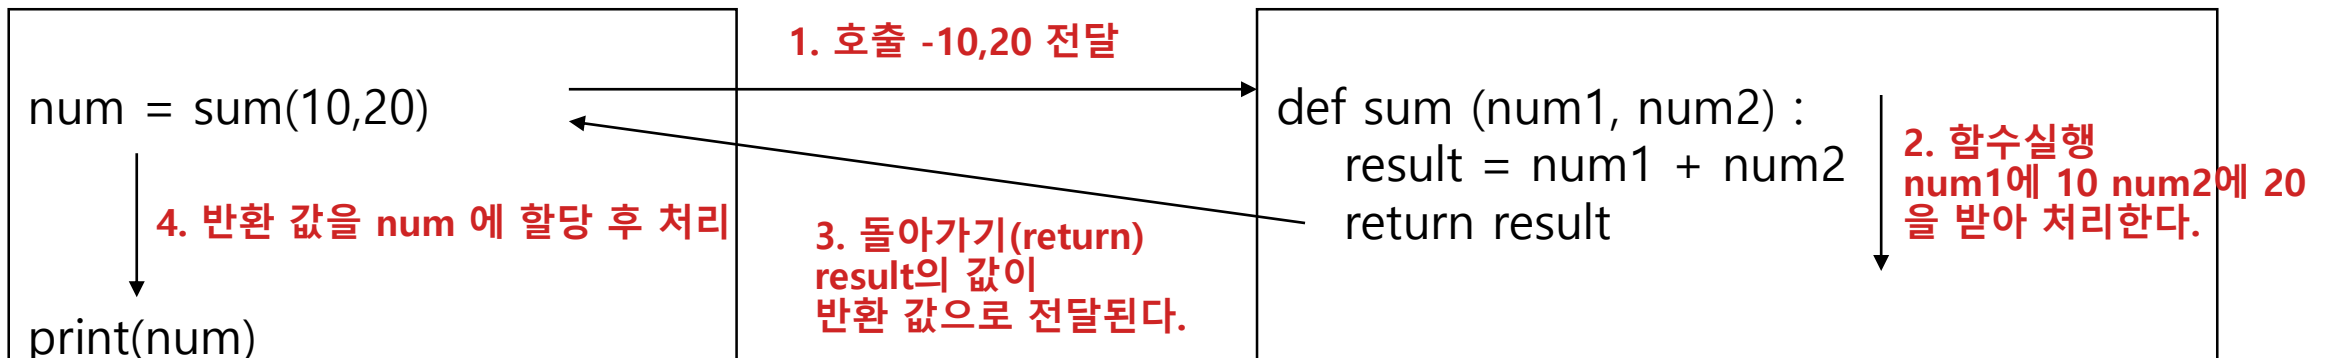 num = sum(10,20)
4. 반환 값을 num 에 할당 후 처리
print(num)
1. 호출 -10,20 전달
3. 돌아가기(return)
result의 값이
반환 값으로 전달된다.
def sum (num1, num2) :
result = num1 + num2
return result
2. 함수실행
num1에 10 num2에 20
을 받아 처리한다.